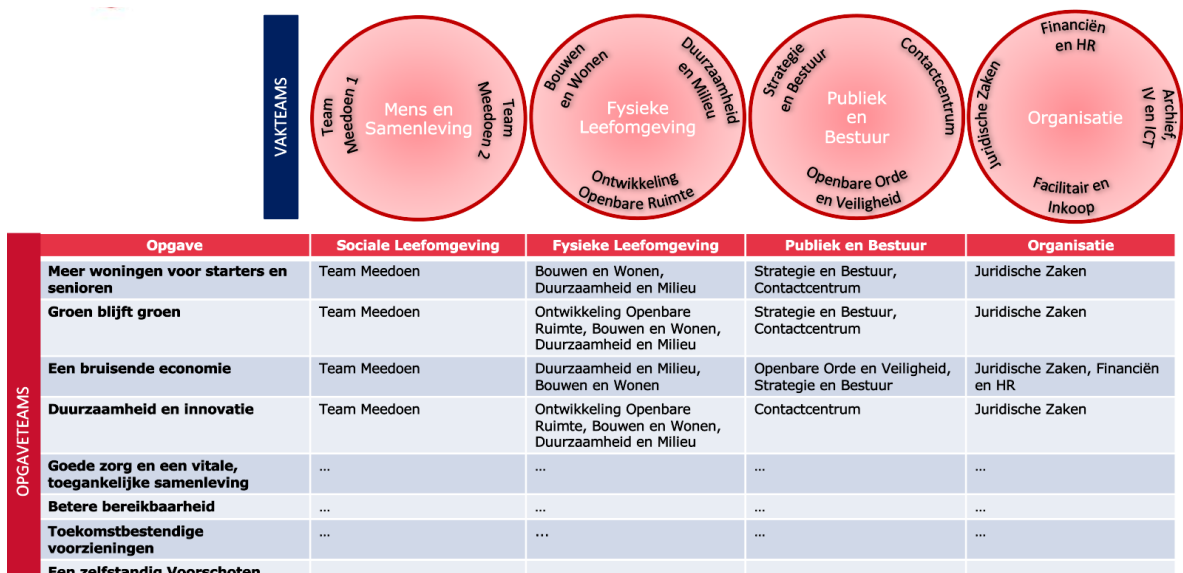 VAKTEAMS
Team
Meedoen 1
Mens en
Samenleving
Team
Meedoen 2
Bouwen
en Wonen
Duurzaamheid
en Milieu
Fysieke
Leefomgeving
Ontwikkeling
Openbare Ruimte
Strategie
en Bestuur
Contactcentrum
Publiek
en
Bestuur
Openbare Orde
en Veiligheid
Financiën
en HR
Juridische Zaken
Archief,
IV en ICT
Organisatie
Facilitair en
Inkoop
OPGAVETEAMS
Opgave
Sociale Leefomgeving
Fysieke Leefomgeving
Publiek en Bestuur
Organisatie
Meer woningen voor starters en
senioren
Team Meedoen
Bouwen en Wonen,
Duurzaamheid en Milieu
Strategie en Bestuur,
Contactcentrum
Juridische Zaken
Groen blijft groen
Team Meedoen
Ontwikkeling Openbare
Ruimte, Bouwen en Wonen,
Duurzaamheid en Milieu
Strategie en Bestuur,
Contactcentrum
Juridische Zaken
Een bruisende economie
Team Meedoen
Duurzaamheid en Milieu,
Bouwen en Wonen
Openbare Orde en Veiligheid,
Strategie en Bestuur
Juridische Zaken, Financiën
en HR
Duurzaamheid en innovatie
Team Meedoen
Ontwikkeling Openbare
Ruimte, Bouwen en Wonen,
Duurzaamheid en Milieu
Contactcentrum
Juridische Zaken
Goede zorg en een vitale,
toegankelijke samenleving
...
...
...
...
Betere bereikbaarheid
...
...
...
...
Toekomstbestendige
voorzieningen
...
...
...
...
Een zelfstandig Voorschoten